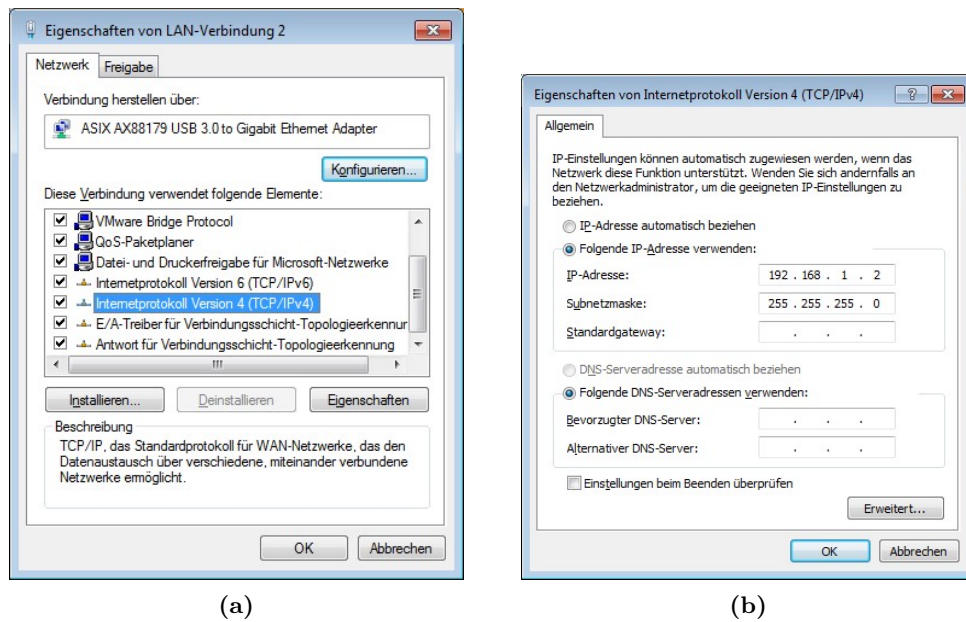 Eigenschaften von LAN-Verbindung 2
Netzwerk Freigabe
Verbindung herstellen über:
ASIX AX88179 USB 3.0 to Gigabit Ethernet Adapter
Konfigurieren...
Diese Verbindung verwendet folgende Elemente:
VMware Bridge Protocol
QoS-Paketplaner
Datei- und Druckerfreigabe für Microsoft-Netzwerke
Internetprotokoll Version 6 (TCP/IPv6)
Internetprotokoll Version 4 (TCP/IPv4)
E/A-Treiber für Verbindungsschicht-Topologieerkennur
Antwort für Verbindungsschicht-Topologieerkennung
Installieren... Deinstallieren Eigenschaften
Beschreibung
TCP/IP, das Standardprotokoll für WAN-Netzwerke, das den
Datenaustausch über verschiedene, miteinander verbundene
Netzwerke ermöglicht.
OK Abbrechen
(a)
Eigenschaften von Internetprotokoll Version 4 (TCP/IPv4)
Allgemein
IP-Einstellungen können automatisch zugewiesen werden, wenn das
Netzwerk diese Funktion unterstützt. Wenden Sie sich andernfalls an
den Netzwerkadministrator, um die geeigneten IP-Einstellungen zu
beziehen.
IP-Adresse automatisch beziehen
Folgende IP-Adresse verwenden:
IP-Adresse: 192 . 168 . 1 . 2
Subnetzmaske: 255 . 255 . 255 . 0
Standardgateway: . . .
DNS-Serveradresse automatisch beziehen
Folgende DNS-Serveradressen verwenden:
Bevorzugter DNS-Server: . . .
Alternativer DNS-Server: . . .
Einstellungen beim Beenden überprüfen
Erweitert...
OK Abbrechen
(b)